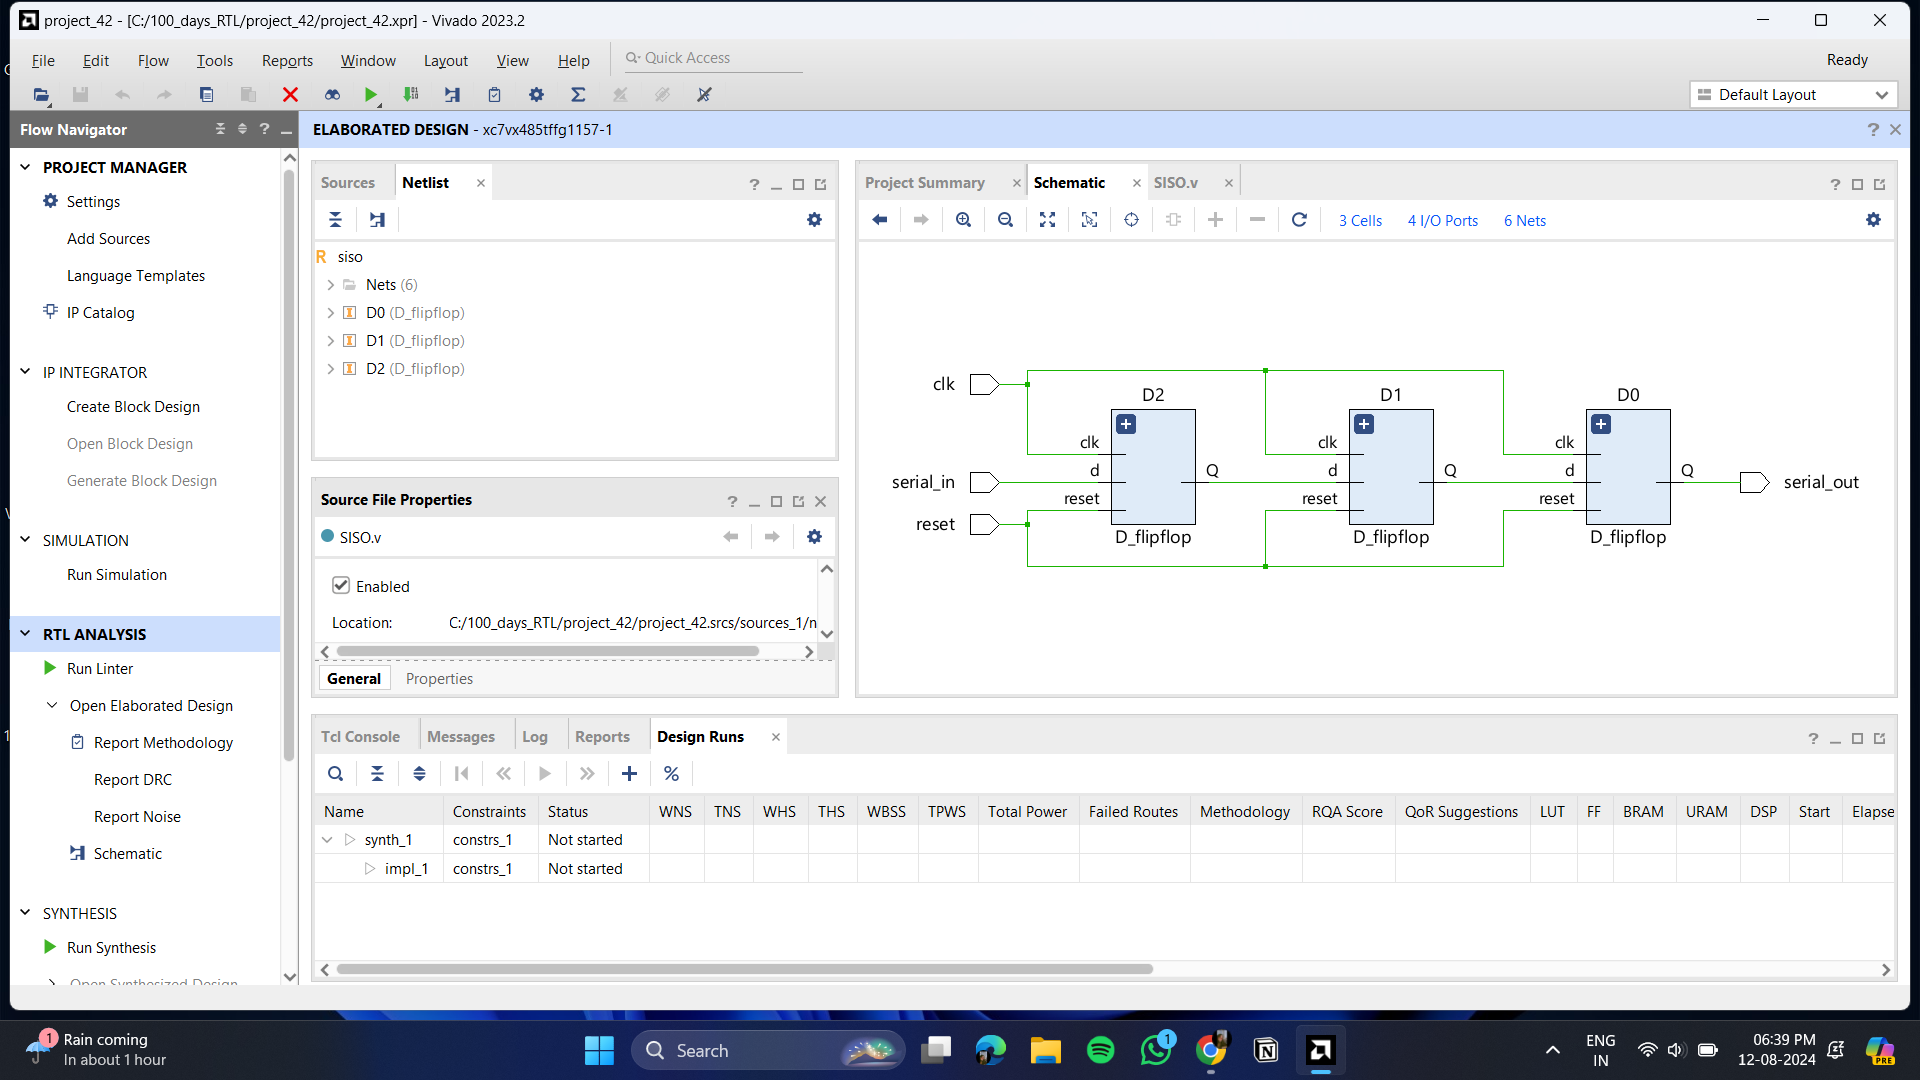 project_42 - [C:/100_days_RTL/project_42/project_42.xpr] - Vivado 2023.2
File Edit Flow Tools Reports Window Layout View Help Quick Access Ready
Default Layout
Flow Navigator
ELABORATED DESIGN - xc7vx485tffg1157-1
PROJECT MANAGER
Settings
Add Sources
Language Templates
IP Catalog
IP INTEGRATOR
Create Block Design
Open Block Design
Generate Block Design
SIMULATION
Run Simulation
RTL ANALYSIS
Run Linter
Open Elaborated Design
Report Methodology
Report DRC
Report Noise
Schematic
SYNTHESIS
Run Synthesis
Open Synthesized Design
Sources Netlist
siso
Nets (6)
D0 (D_flipflop)
D1 (D_flipflop)
D2 (D_flipflop)
Source File Properties
SISO.v
Enabled
Location: C:/100_days_RTL/project_42/project_42.srcs/sources_1/n
General Properties
Project Summary Schematic SISO.v
3 Cells 4 I/O Ports 6 Nets
clk
D2 D1 D0
clk clk clk
d Q d Q d Q
serial_in serial_out
reset reset reset
reset
D_flipflop D_flipflop D_flipflop
Tcl Console Messages Log Reports Design Runs
Name Constraints Status WNS TNS WHS THS WBSS TPWS Total Power Failed Routes Methodology RQA Score QoR Suggestions LUT FF BRAM URAM DSP Start Elapse
synth_1 constrs_1 Not started
impl_1 constrs_1 Not started
1
Rain coming
In about 1 hour
Search
1
ENG
IN
06:39 PM
12-08-2024
PRE